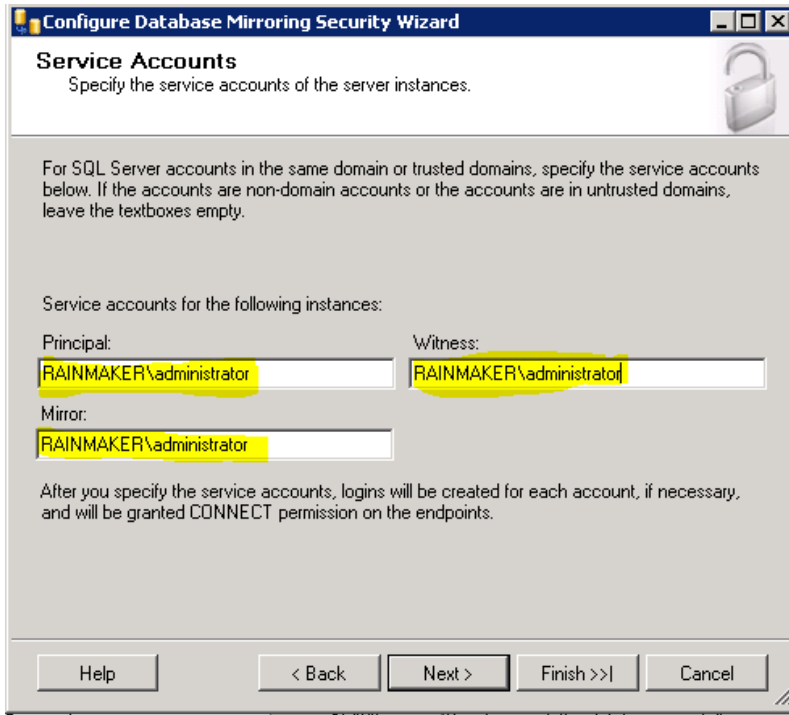 Configure Database Mirroring Security Wizard
Service Accounts
Specify the service accounts of the server instances.
For SQL Server accounts in the same domain or trusted domains, specify the service accounts
below. If the accounts are non-domain accounts or the accounts are in untrusted domains,
leave the textboxes empty.
Service accounts for the following instances:
Principal:
Witness:
RAINMAKER\administrator
RAINMAKER\administrator
Mirror:
RAINMAKER\administrator
After you specify the service accounts, logins will be created for each account, if necessary,
and will be granted CONNECT permission on the endpoints.
Help
< Back
Next >
Finish >>|
Cancel